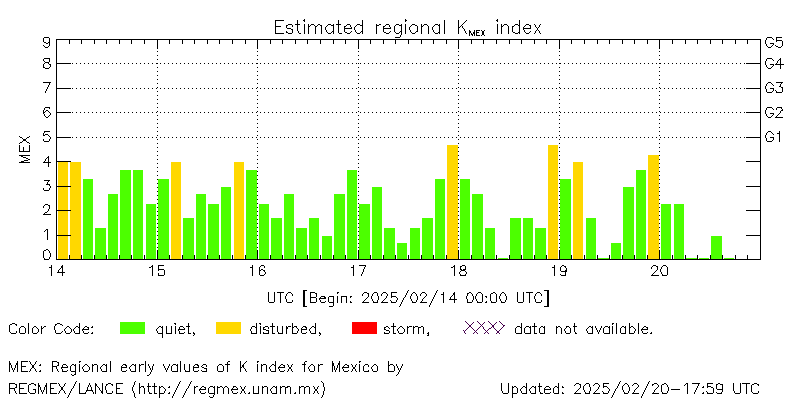 Estimated regional K MEX index
9
8
7
6
5
4
3
2
1
0
MEX
G5
G4
G3
G2
G1
14 15 16 17 18 19 20
UTC [Begin: 2025/02/14 00:00 UTC]
Color Code: quiet, disturbed, storm, data not available.
MEX: Regional early values of K index for Mexico by
REGMEX/LANCE (http://regmex.unam.mx) Updated: 2025/02/20-17:59 UTC